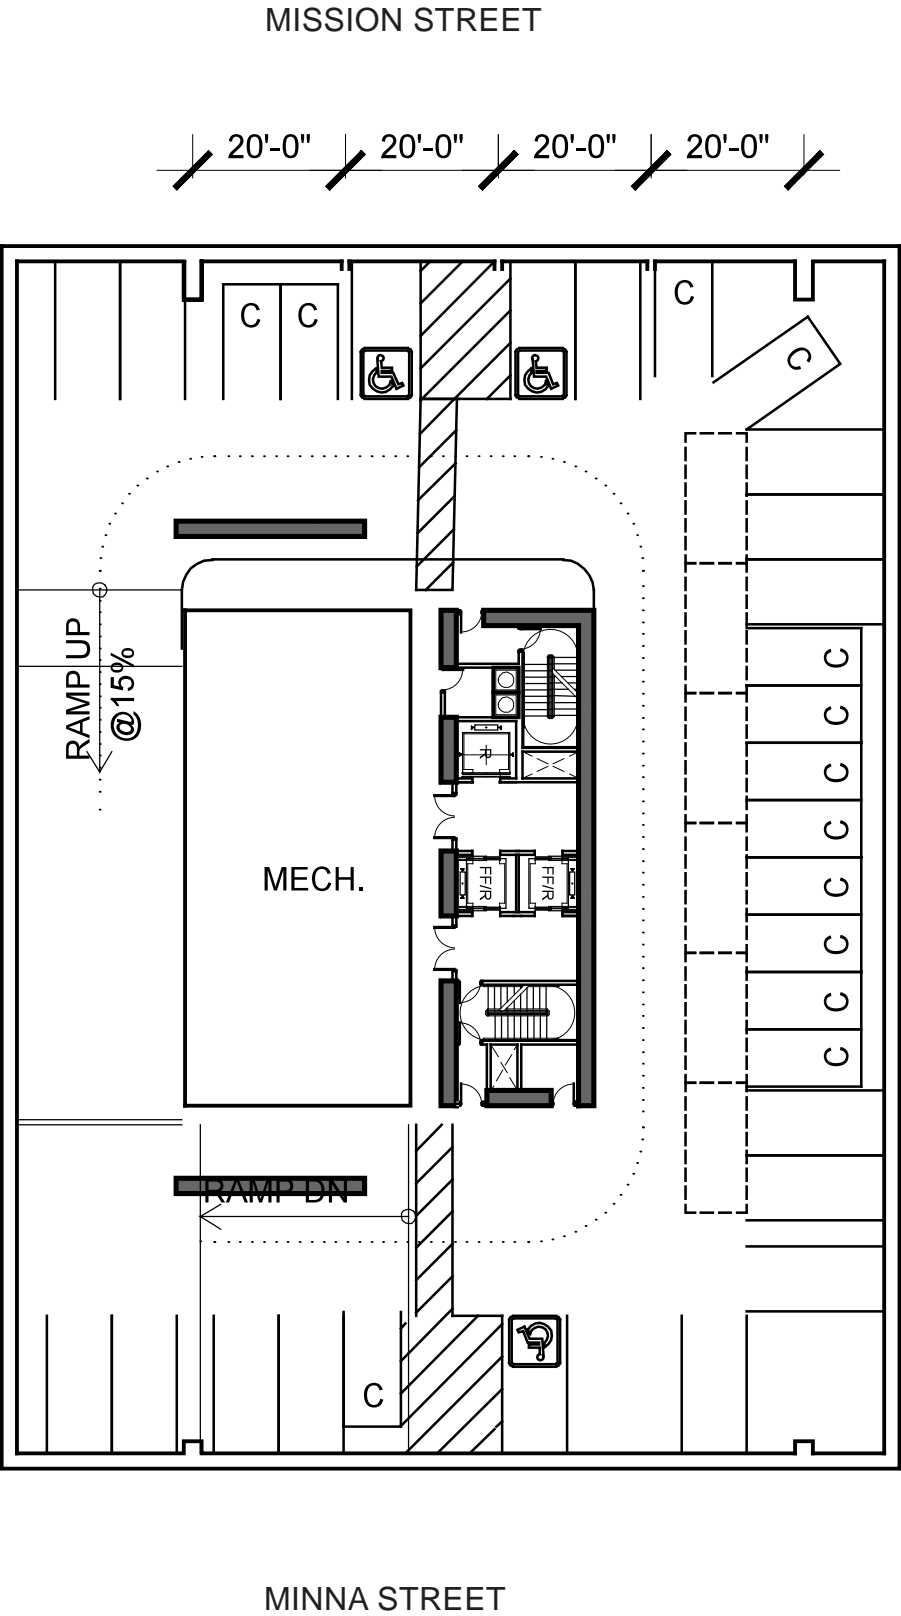 MISSION STREET
20'-0" 20'-0" 20'-0" 20'-0"
C
C C
C
RAMP UP
@15%
C
C
R
C
C
MECH.
FF/R FF/R
C
C
C
C
RAMP DN
C
MINNA STREET